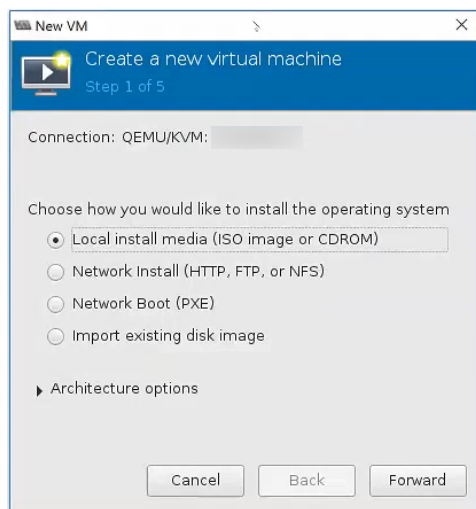 New VM
Create a new virtual machine
Step 1 of 5
Connection: QEMU/KVM:
Choose how you would like to install the operating system
Local install media (ISO image or CDROM)
Network Install (HTTP, FTP, or NFS)
Network Boot (PXE)
Import existing disk image
Architecture options
Cancel Back Forward